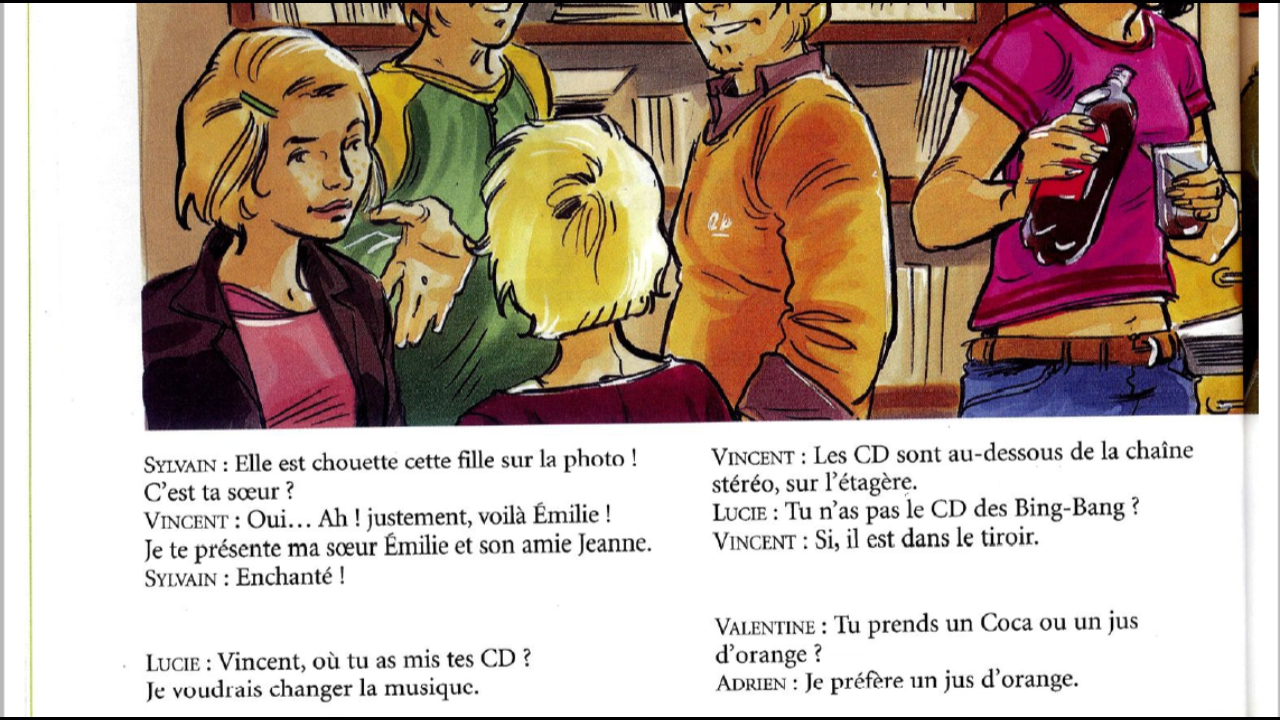 SYLVAIN : Elle est chouette cette fille sur la photo !
C'est ta sœur ?
VINCENT : Oui... Ah ! justement, voilà Émilie !
Je te présente ma sœur Émilie et son amie Jeanne.
SYLVAIN : Enchanté !
LUCIE : Vincent, où tu as mis tes CD ?
Je voudrais changer la musique.
VINCENT : Les CD sont au-dessous de la chaîne
stéréo, sur l'étagère.
LUCIE : Tu n'as pas le CD des Bing-Bang ?
VINCENT : Si, il est dans le tiroir.
VALENTINE : Tu prends un Coca ou un jus
d'orange ?
ADRIEN : Je préfère un jus d'orange.